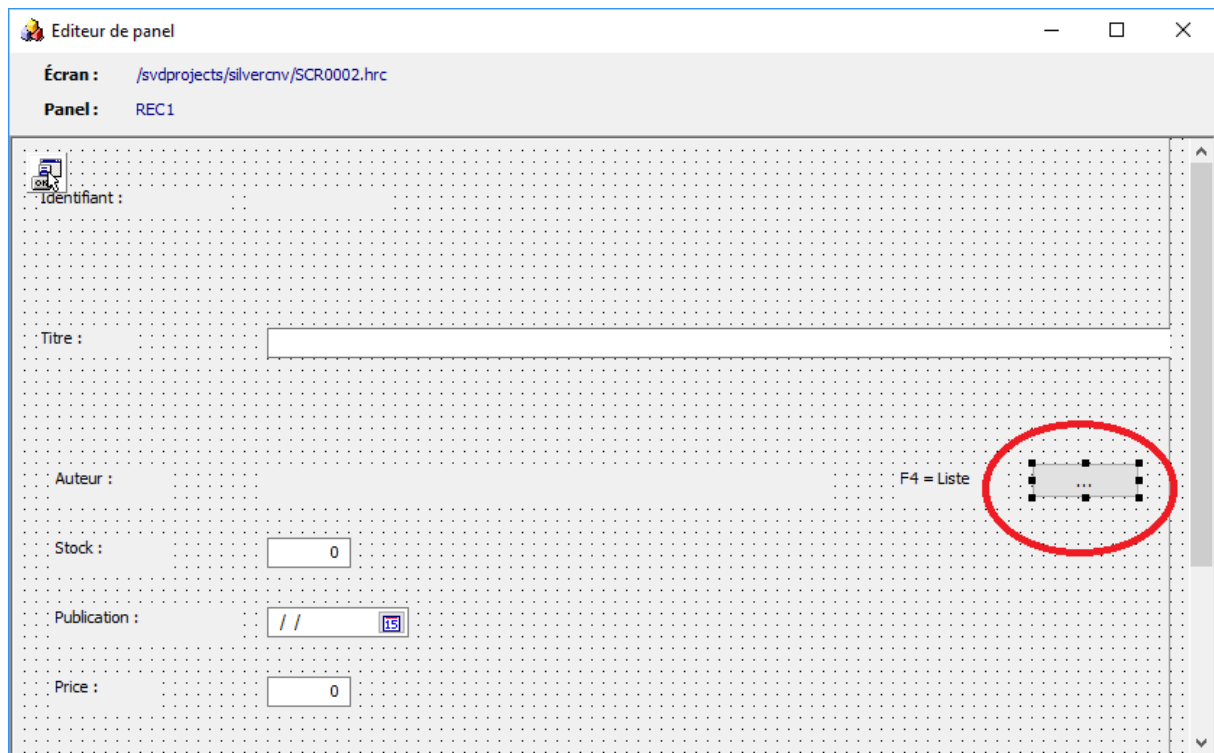 Editeur de panel
Écran : /svdprojects/silvercnv/SCR0002.hrc
Panel : REC1
OK
Identifiant :
Titre :
Auteur : F4 = Liste ...
Stock : 0
Publication : / / 15
Price : 0